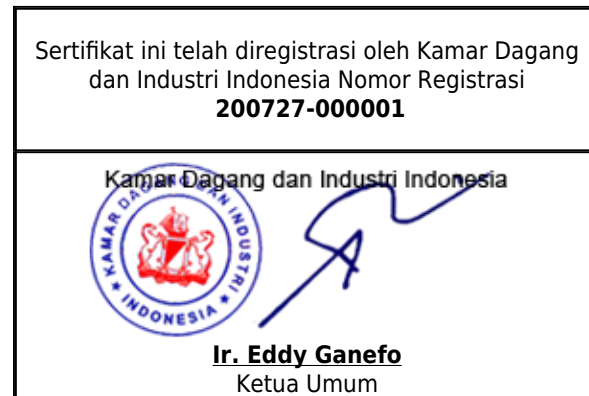 Sertifikat ini telah diregistrasi oleh Kamar Dagang
dan Industri Indonesia Nomor Registrasi
200727-000001
Kamar Dagang dan Industri Indonesia
KAMAR DAGANG DAN INDUSTRI
INDONESIA
Ir. Eddy Ganefo
Ketua Umum